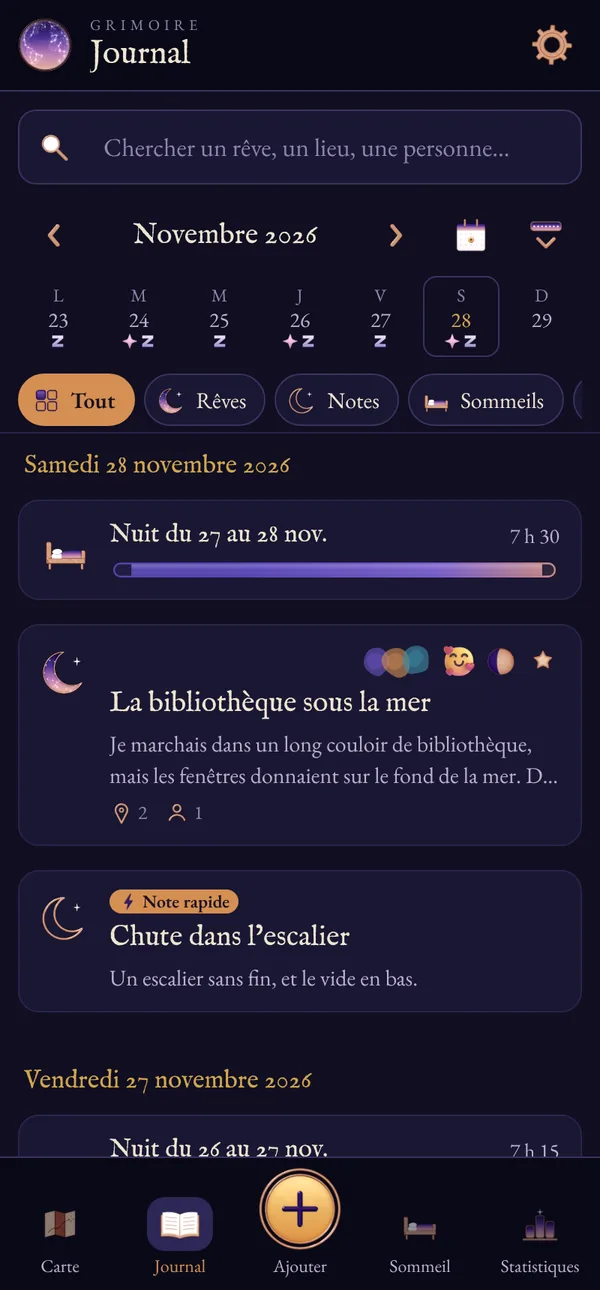 GRIMOIRE
Journal
Chercher un rêve, un lieu, une personne...
Novembre 2026
L M M J V S D
23 24 25 26 27 28 29
Z Z Z Z Z Z
Tout Rêves Notes Sommeils
Samedi 28 novembre 2026
Nuit du 27 au 28 nov. 7 h 30
La bibliothèque sous la mer
Je marchais dans un long couloir de bibliothèque,
mais les fenêtres donnaient sur le fond de la mer. D...
2 1
Note rapide
Chute dans l'escalier
Un escalier sans fin, et le vide en bas.
Vendredi 27 novembre 2026
Nuit du 26 au 27 nov. 7 h 15
Carte Journal Ajouter Sommeil Statistiques